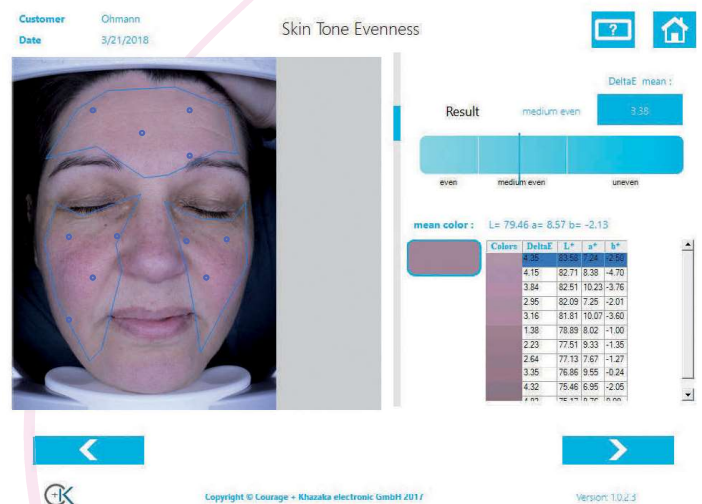 Customer Ohmann
Date 3/21/2018
Skin Tone Evenness
?
DeltaE mean :
Result medium even 3.38
even medium even uneven
mean color : L= 79.46 a= 8.57 b= -2.13
Colors DeltaE L* a* b*
4.35 83.58 7.24 -2.50
4.15 82.71 8.38 -4.70
3.84 82.51 10.23 -3.76
2.95 82.09 7.25 -2.01
3.16 81.81 10.07 -3.60
1.38 78.89 8.02 -1.00
2.23 77.51 9.33 -1.35
2.64 77.13 7.67 -1.27
3.35 76.86 9.55 -0.24
4.32 75.46 6.95 -2.05
C+K
Copyright © Courage + Khazaka electronic GmbH 2017
Version: 1.0.2.3